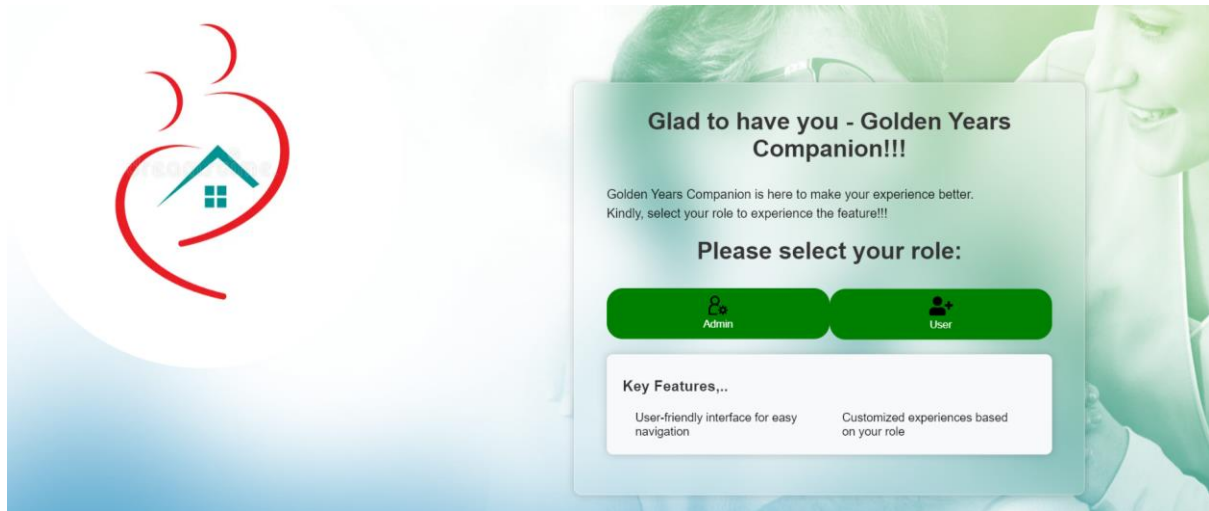 Glad to have you - Golden Years
Companion!!!
Golden Years Companion is here to make your experience better.
Kindly, select your role to experience the feature!!!
Please select your role:
Admin
User
Key Features,..
User-friendly interface for easy
navigation
Customized experiences based
on your role